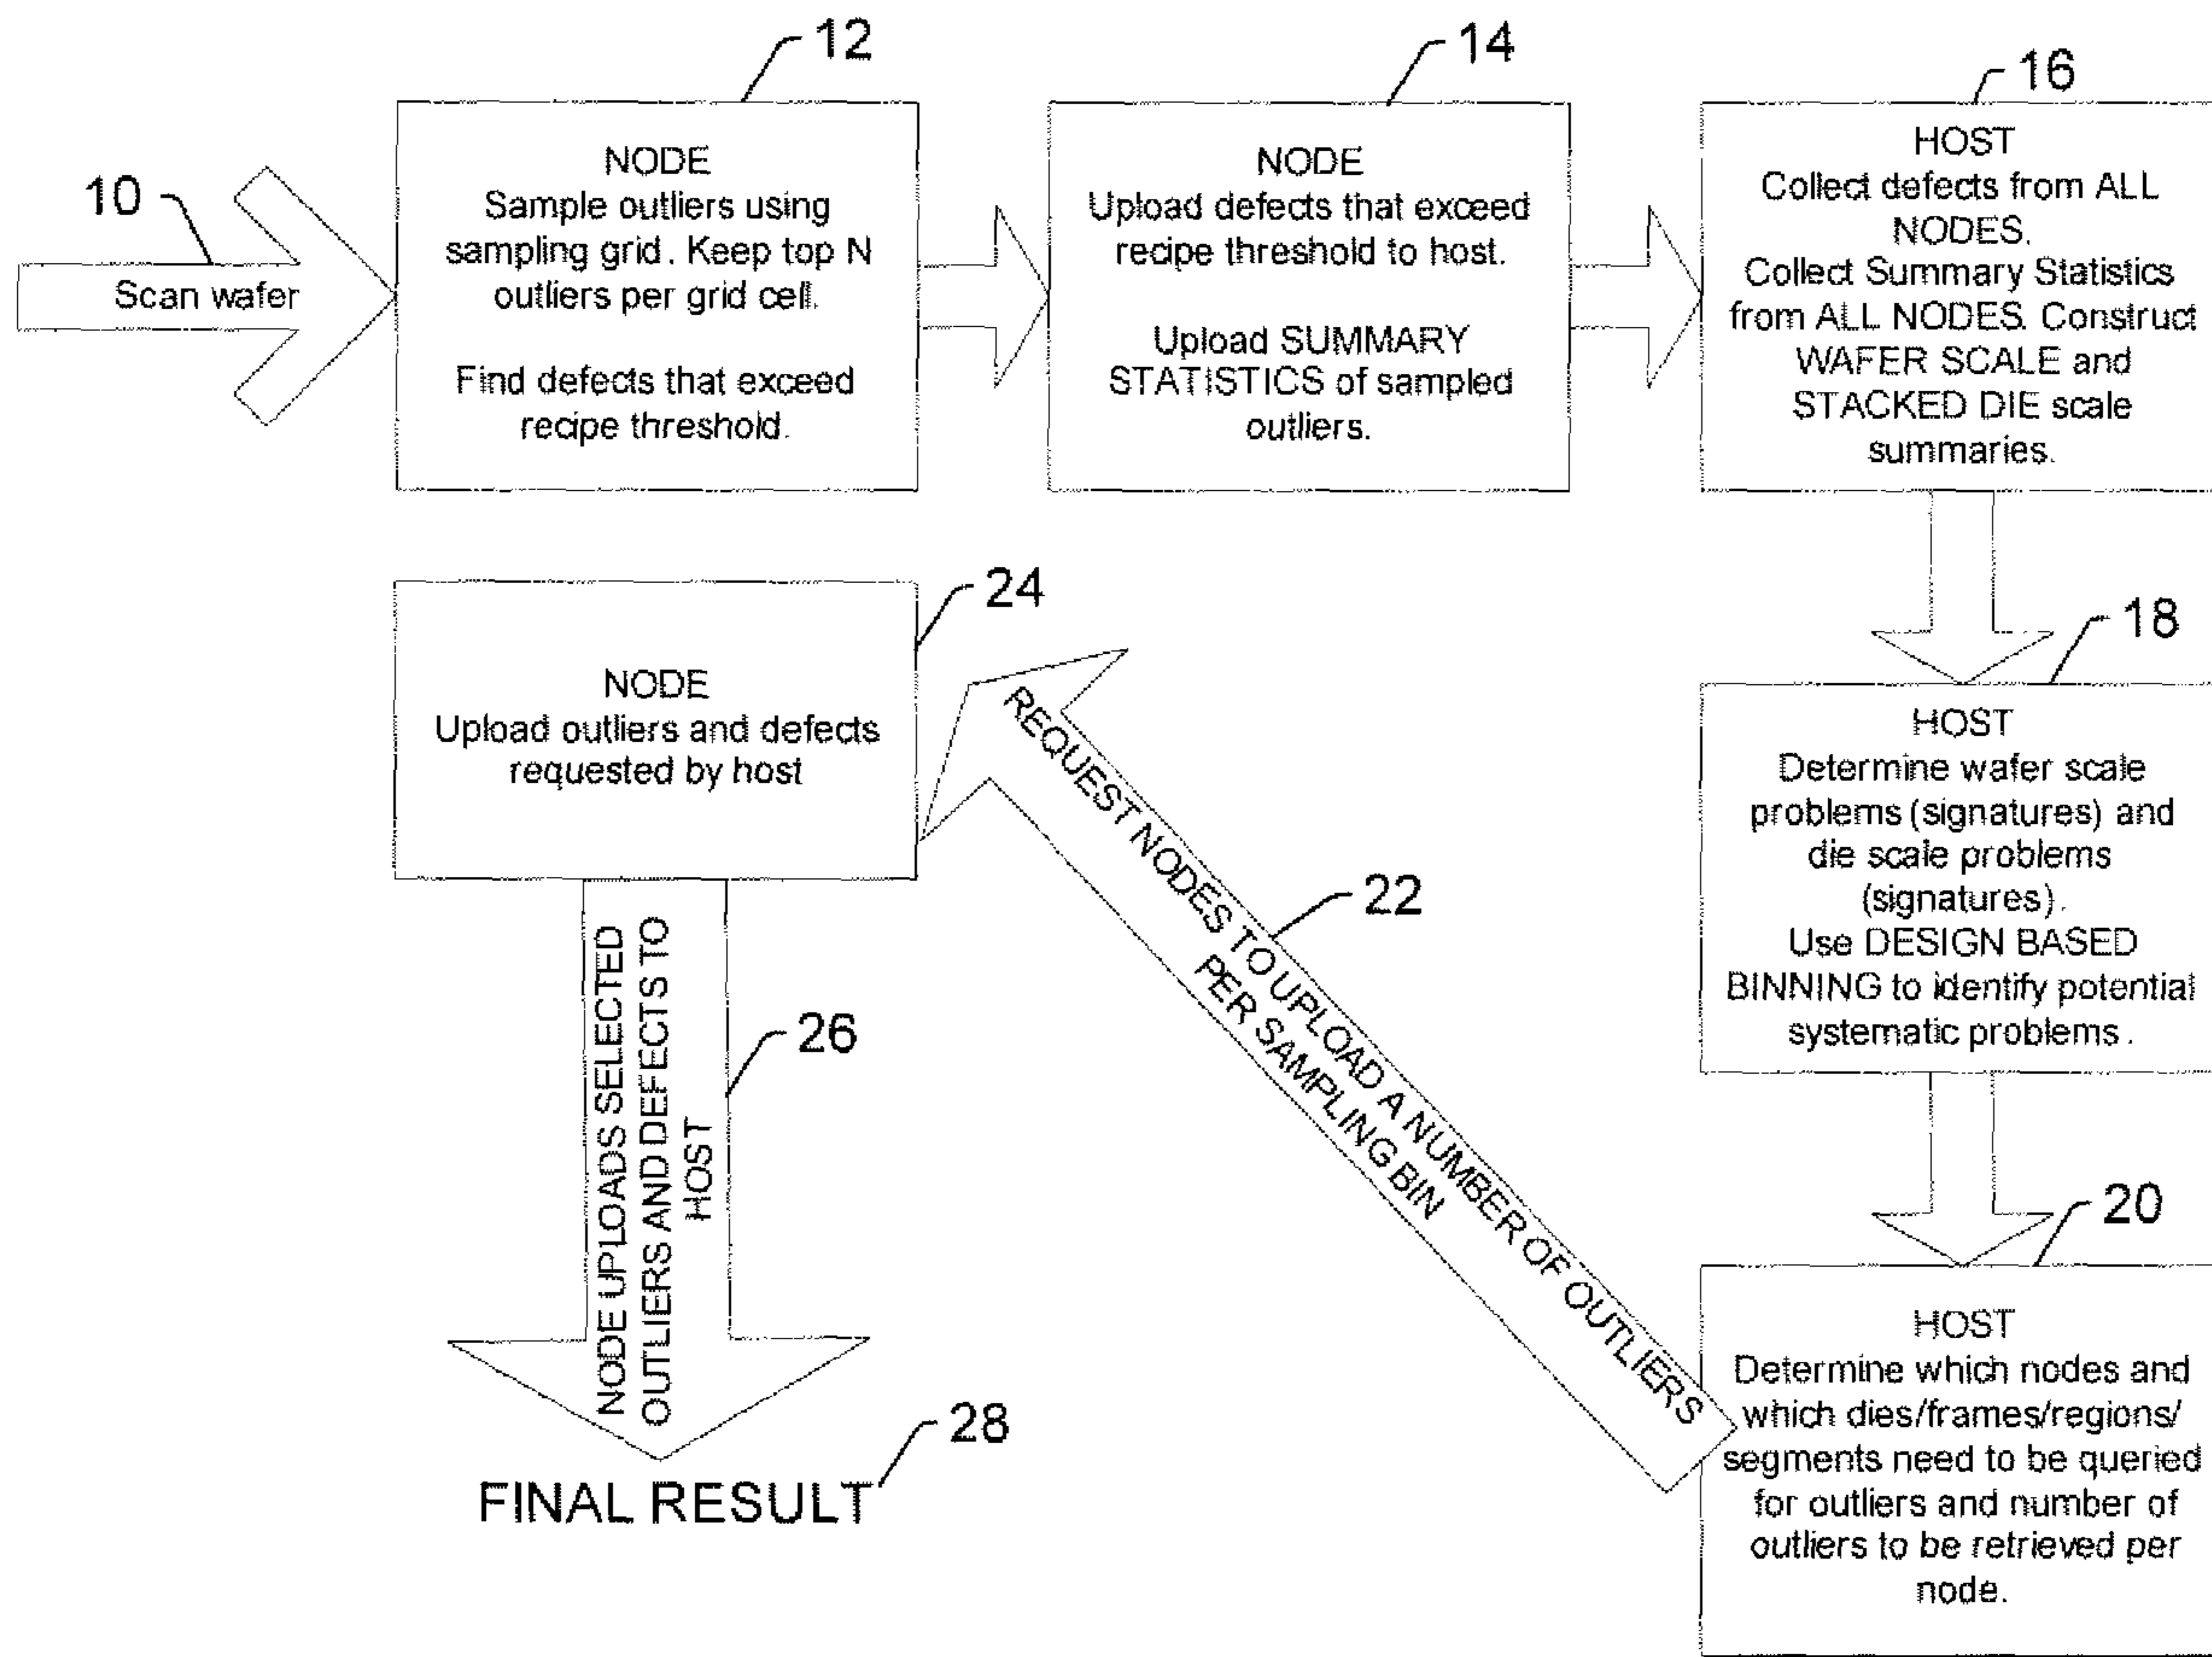 12
14
16
10
Scan wafer
NODE
Sample outliers using
sampling grid. Keep top N
outliers per grid cell.
Find defects that exceed
recipe threshold.
NODE
Upload defects that exceed
recipe threshold to host.
Upload SUMMARY
STATISTICS of sampled
outliers.
HOST
Collect defects from ALL
NODES.
Collect Summary Statistics
from ALL NODES. Construct
WAFER SCALE and
STACKED DIE scale
summaries.
18
HOST
Determine wafer scale
problems (signatures) and
die scale problems
(signatures).
Use DESIGN BASED
BINNING to identify potential
systematic problems.
20
HOST
Determine which nodes and
which dies/frames/regions/
segments need to be queried
for outliers and number of
outliers to be retrieved per
node.
22
REQUEST NODES TO UPLOAD A NUMBER OF OUTLIERS
PER SAMPLING BIN
24
NODE
Upload outliers and defects
requested by host
26
NODE UPLOADS SELECTED
OUTLIERS AND DEFECTS TO
HOST
28
FINAL RESULT